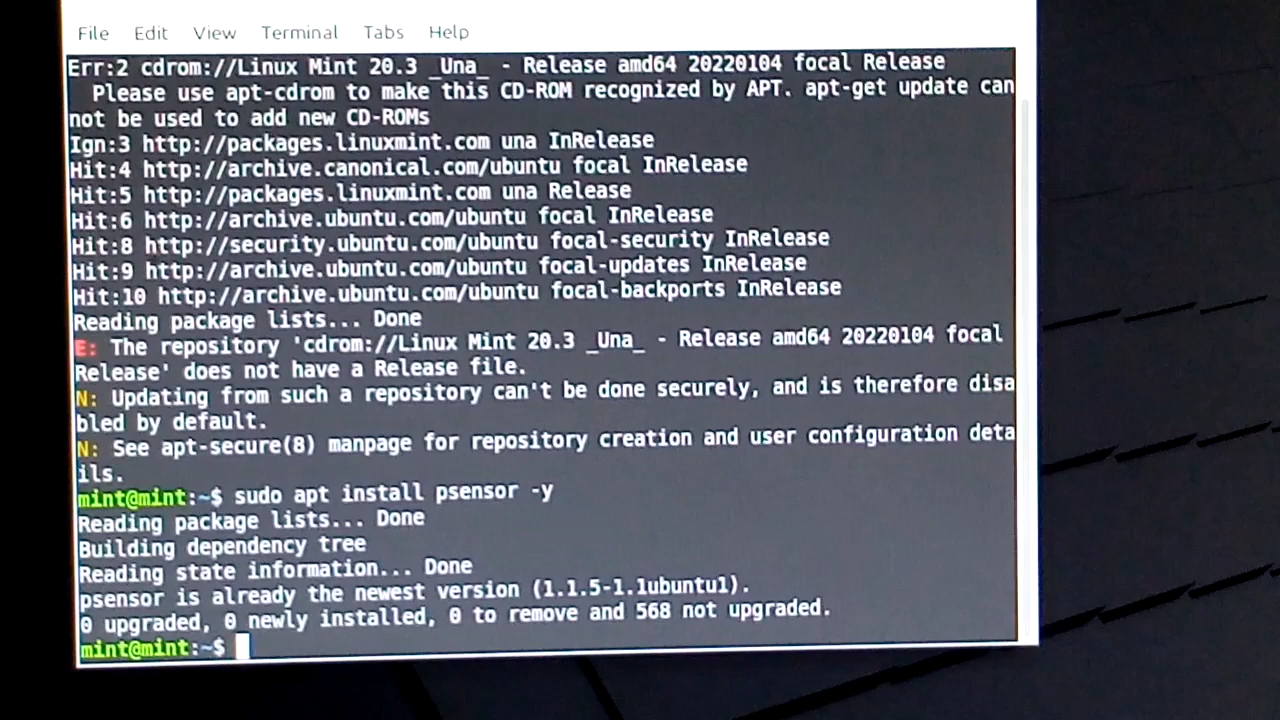 File Edit View Terminal Tabs Help
Err:2 cdrom://Linux Mint 20.3 _Una_ - Release amd64 20220104 focal Release
  Please use apt-cdrom to make this CD-ROM recognized by APT. apt-get update can
not be used to add new CD-ROMs
Ign:3 http://packages.linuxmint.com una InRelease
Hit:4 http://archive.canonical.com/ubuntu focal InRelease
Hit:5 http://packages.linuxmint.com una Release
Hit:6 http://archive.ubuntu.com/ubuntu focal InRelease
Hit:8 http://security.ubuntu.com/ubuntu focal-security InRelease
Hit:9 http://archive.ubuntu.com/ubuntu focal-updates InRelease
Hit:10 http://archive.ubuntu.com/ubuntu focal-backports InRelease
Reading package lists... Done
E: The repository 'cdrom://Linux Mint 20.3 _Una_ - Release amd64 20220104 focal
Release' does not have a Release file.
N: Updating from such a repository can't be done securely, and is therefore disa
bled by default.
N: See apt-secure(8) manpage for repository creation and user configuration deta
ils.
mint@mint:~$ sudo apt install psensor -y
Reading package lists... Done
Building dependency tree
Reading state information... Done
psensor is already the newest version (1.1.5-1.1ubuntu1).
0 upgraded, 0 newly installed, 0 to remove and 568 not upgraded.
mint@mint:~$